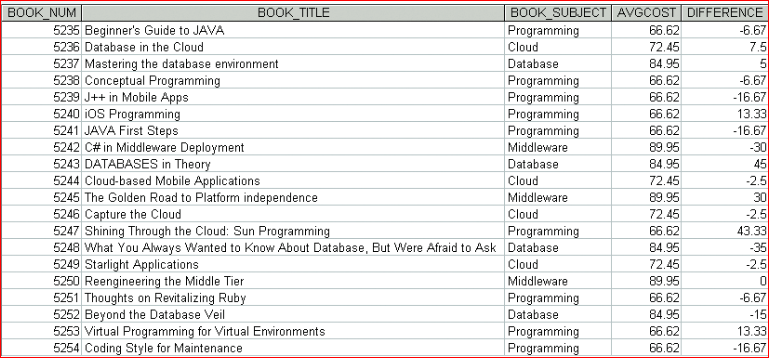 BOOK_NUM BOOK_TITLE BOOK_SUBJECT AVGCOST DIFFERENCE
5235 Beginner's Guide to JAVA Programming 66.62 -6.67
5236 Database in the Cloud Cloud 72.45 7.5
5237 Mastering the database environment Database 84.95 5
5238 Conceptual Programming Programming 66.62 -6.67
5239 J++ in Mobile Apps Programming 66.62 -16.67
5240 iOS Programming Programming 66.62 13.33
5241 JAVA First Steps Programming 66.62 -16.67
5242 C# in Middleware Deployment Middleware 89.95 -30
5243 DATABASES in Theory Database 84.95 45
5244 Cloud-based Mobile Applications Cloud 72.45 -2.5
5245 The Golden Road to Platform independence Middleware 89.95 30
5246 Capture the Cloud Cloud 72.45 -2.5
5247 Shining Through the Cloud: Sun Programming Programming 66.62 43.33
5248 What You Always Wanted to Know About Database, But Were Afraid to Ask Database 84.95 -35
5249 Starlight Applications Cloud 72.45 -2.5
5250 Reengineering the Middle Tier Middleware 89.95 0
5251 Thoughts on Revitalizing Ruby Programming 66.62 -6.67
5252 Beyond the Database Veil Database 84.95 -15
5253 Virtual Programming for Virtual Environments Programming 66.62 13.33
5254 Coding Style for Maintenance Programming 66.62 -16.67